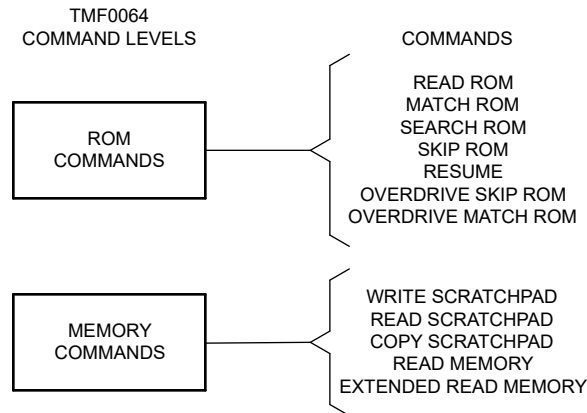 TMF0064
COMMAND LEVELS
COMMANDS
ROM
COMMANDS
READ ROM
MATCH ROM
SEARCH ROM
SKIP ROM
RESUME
OVERDRIVE SKIP ROM
OVERDRIVE MATCH ROM
MEMORY
COMMANDS
WRITE SCRATCHPAD
READ SCRATCHPAD
COPY SCRATCHPAD
READ MEMORY
EXTENDED READ MEMORY